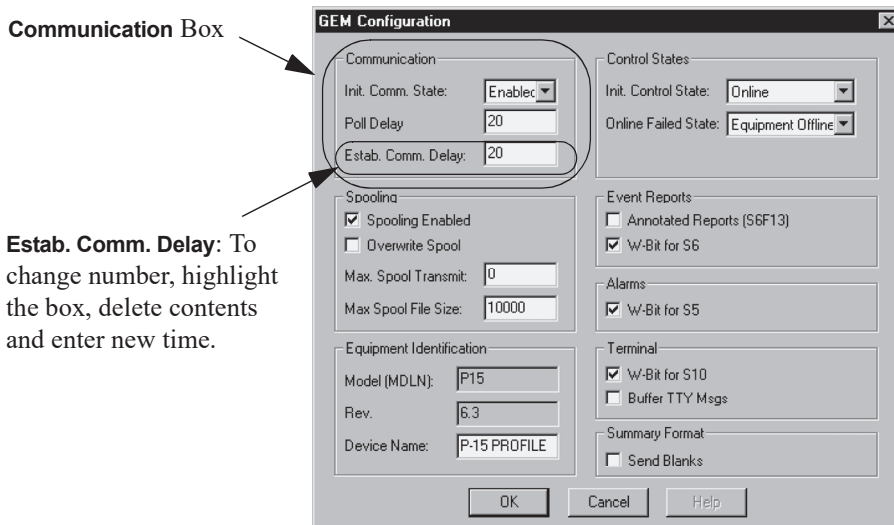 Communication Box
Estab. Comm. Delay: To
change number, highlight
the box, delete contents
and enter new time.
GEM Configuration
Communication
Init. Comm. State: Enablec
Poll Delay 20
Estab. Comm. Delay: 20
Control States
Init. Control State: Online
Online Failed State: Equipment Offline
Spooling
Spooling Enabled
Overwrite Spool
Max. Spool Transmit: 0
Max Spool File Size: 10000
Event Reports
Annotated Reports (S6F13)
W-Bit for S6
Alarms
W-Bit for S5
Equipment Identification
Model (MDLN): P15
Rev. 6.3
Device Name: P-15 PROFILE
Terminal
W-Bit for S10
Buffer TTY Msgs
Summary Format
Send Blanks
OK Cancel Help